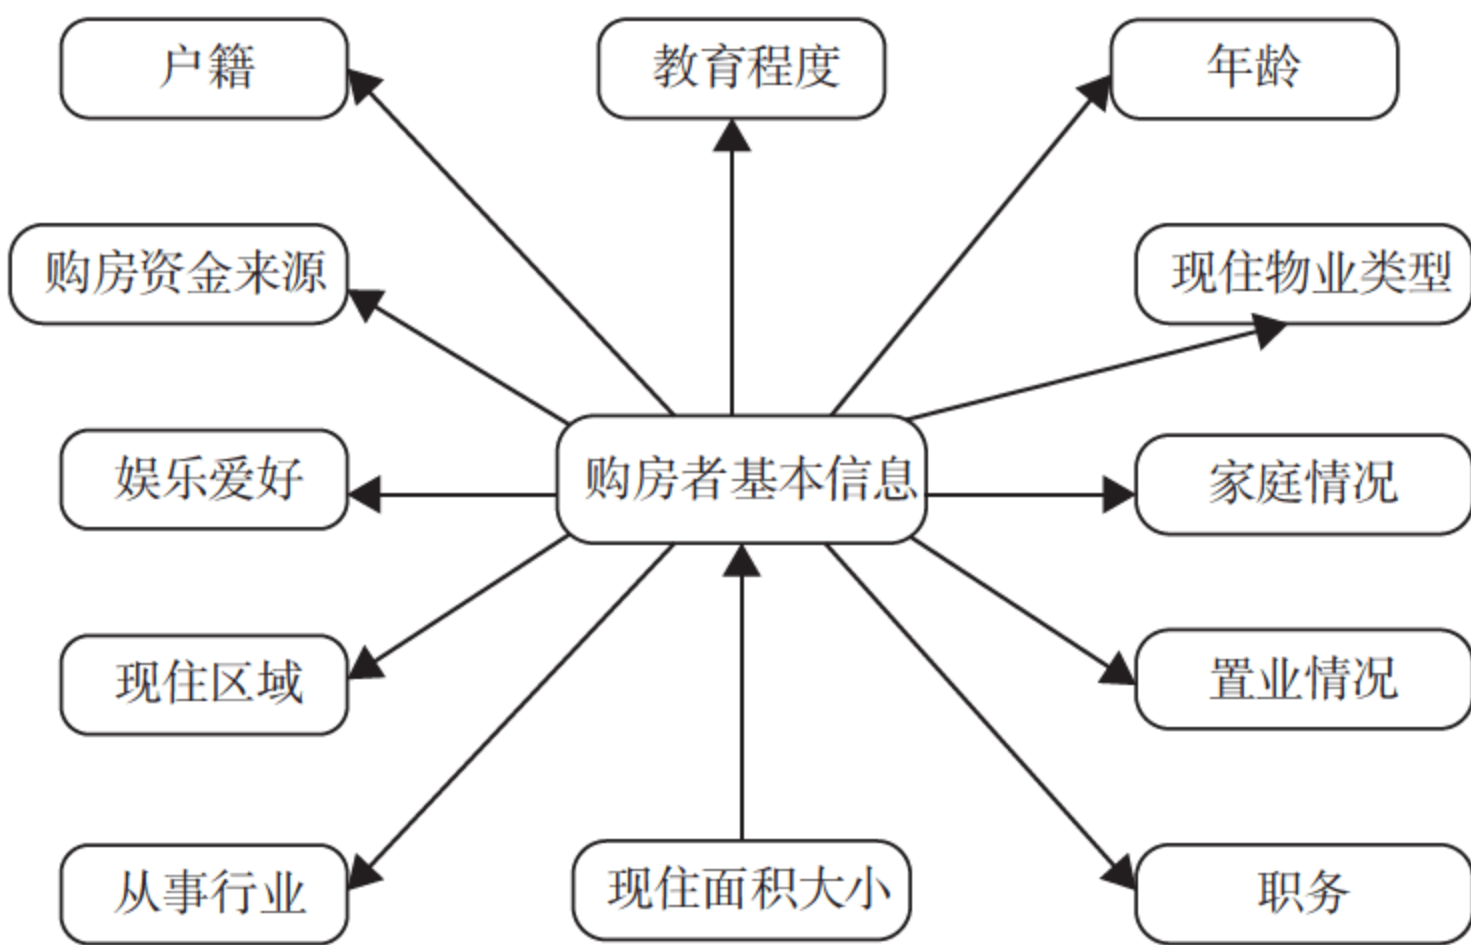 户籍
教育程度
年龄
购房资金来源
现住物业类型
娱乐爱好
购房者基本信息
家庭情况
现住区域
置业情况
从事行业
现住面积大小
职务